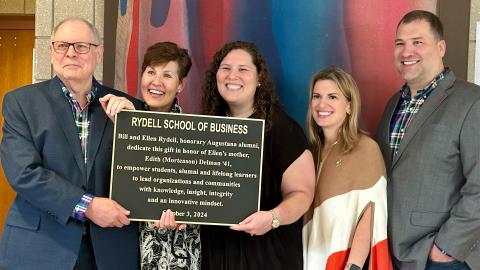 RYDELL SCHOOL OF BUSINESS
Bill and Ellen Rydell, honorary Augustana alumni,
dedicate this gift in honor of Ellen's mother,
Edith (Mortenson) Delman '41,
to empower students, alumni and lifelong learners
to lead organizations and communities
with knowledge, insight, integrity
and an innovative mindset.
3, 2024